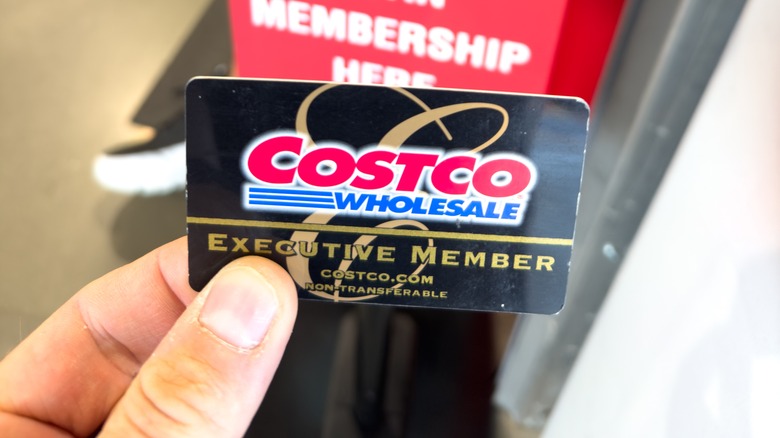 MEMBERSHIP
HERE
COSTCO
WHOLESALE
EXECUTIVE MEMBER
COSTCO.COM
NON-TRANSFERABLE